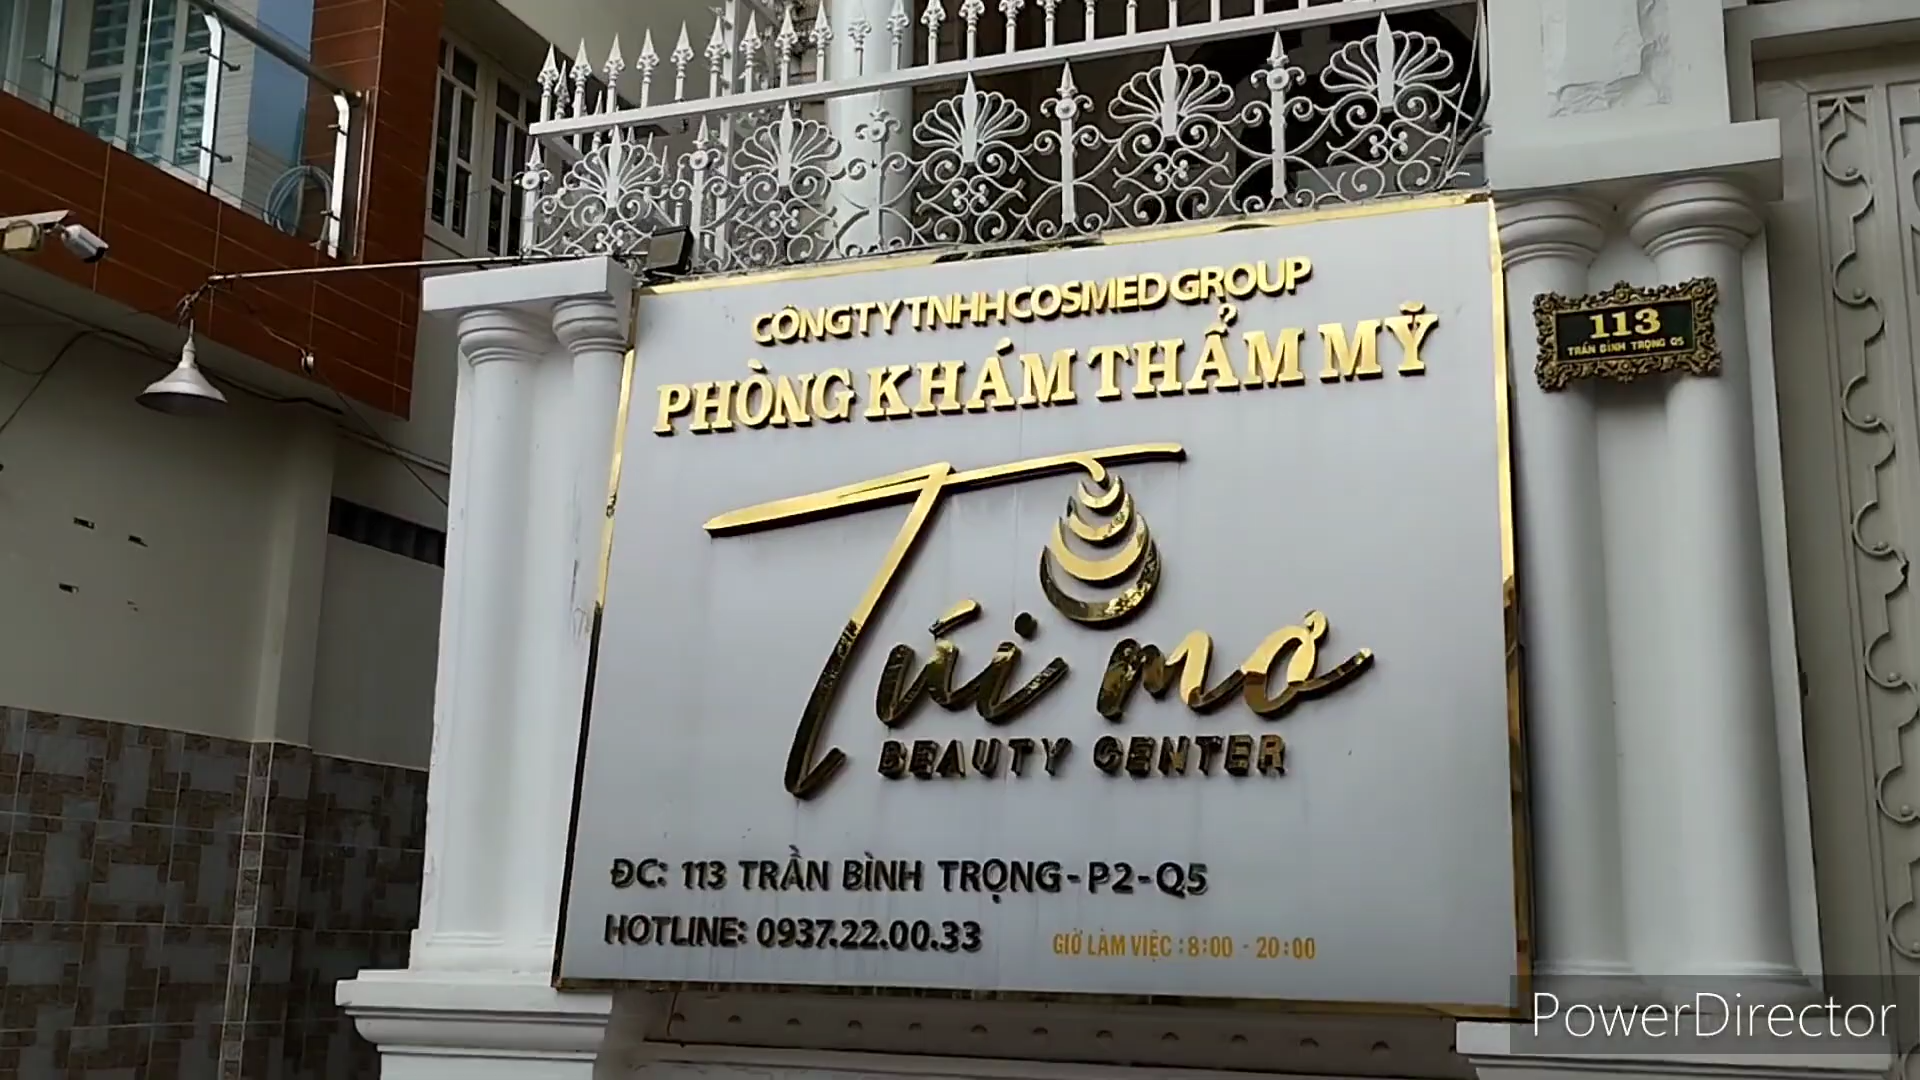 CÔNG TY TNHH COSMED GROUP
PHÒNG KHÁM THẨM MỸ
Túi mơ
BEAUTY CENTER
ĐC: 113 TRẦN BÌNH TRỌNG - P2 - Q5
HOTLINE: 0937.22.00.33
GIỜ LÀM VIỆC : 8:00 - 20:00
113
TRẦN BÌNH TRỌNG Q5
PowerDirector